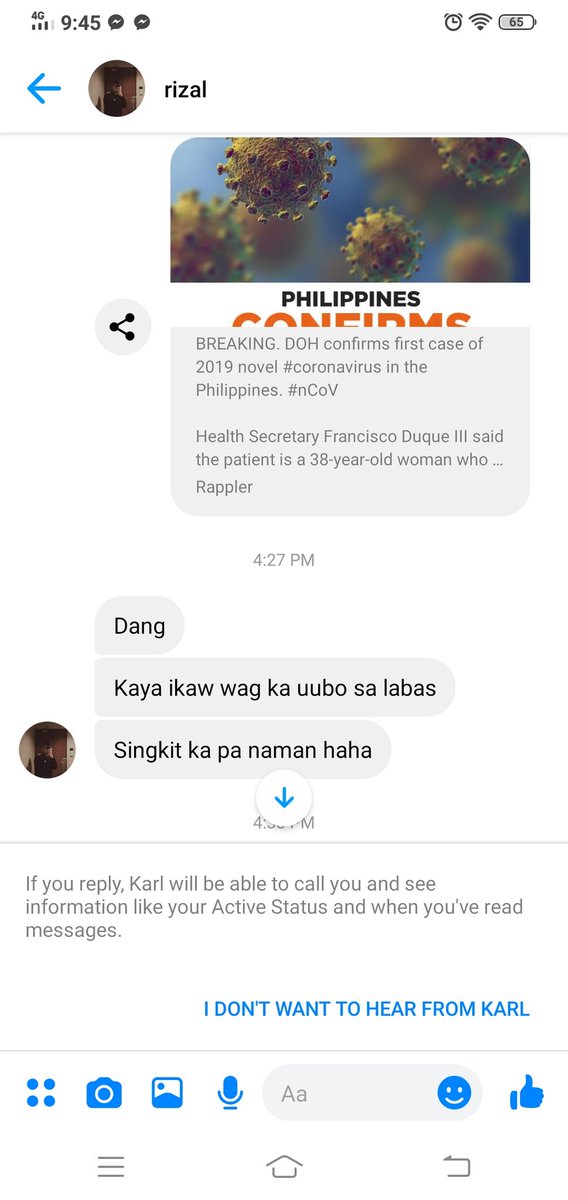 4G
9:45
65
rizal
PHILIPPINES
CONFIRMS
BREAKING. DOH confirms first case of
2019 novel #coronavirus in the
Philippines. #nCoV
Health Secretary Francisco Duque III said
the patient is a 38-year-old woman who ...
Rappler
4:27 PM
Dang
Kaya ikaw wag ka uubo sa labas
Singkit ka pa naman haha
If you reply, Karl will be able to call you and see
information like your Active Status and when you've read
messages.
I DON'T WANT TO HEAR FROM KARL
Aa